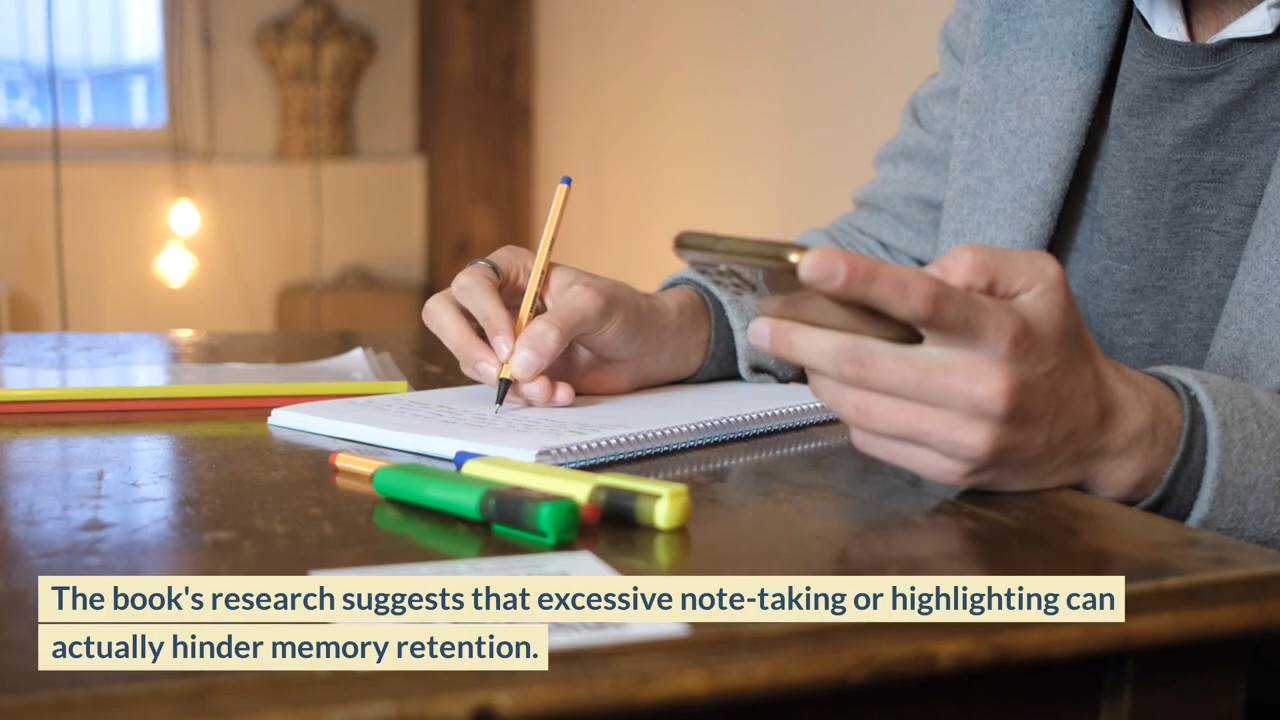 The book's research suggests that excessive note-taking or highlighting can
actually hinder memory retention.